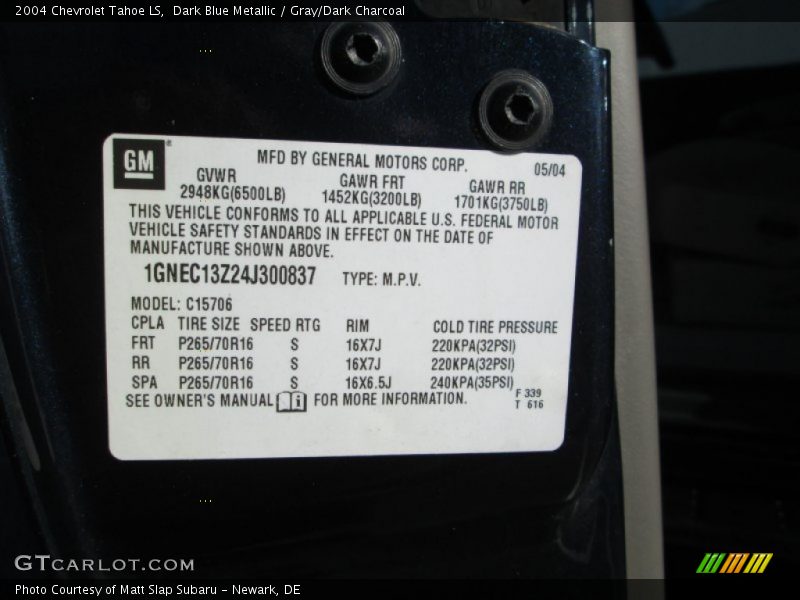 2004 Chevrolet Tahoe LS,  Dark Blue Metallic / Gray/Dark Charcoal
GM®
MFD BY GENERAL MOTORS CORP. 05/04
GVWR GAWR FRT GAWR RR
2948KG(6500LB) 1452KG(3200LB) 1701KG(3750LB)
THIS VEHICLE CONFORMS TO ALL APPLICABLE U.S. FEDERAL MOTOR
VEHICLE SAFETY STANDARDS IN EFFECT ON THE DATE OF
MANUFACTURE SHOWN ABOVE.
1GNEC13Z24J300837 TYPE: M.P.V.
MODEL: C15706
CPLA TIRE SIZE SPEED RTG RIM COLD TIRE PRESSURE
FRT P265/70R16 S 16X7J 220KPA(32PSI)
RR P265/70R16 S 16X7J 220KPA(32PSI)
SPA P265/70R16 S 16X6.5J 240KPA(35PSI)
SEE OWNER'S MANUAL i FOR MORE INFORMATION.
F 339
T 616
GTCARLOT.COM
Photo Courtesy of Matt Slap Subaru - Newark, DE